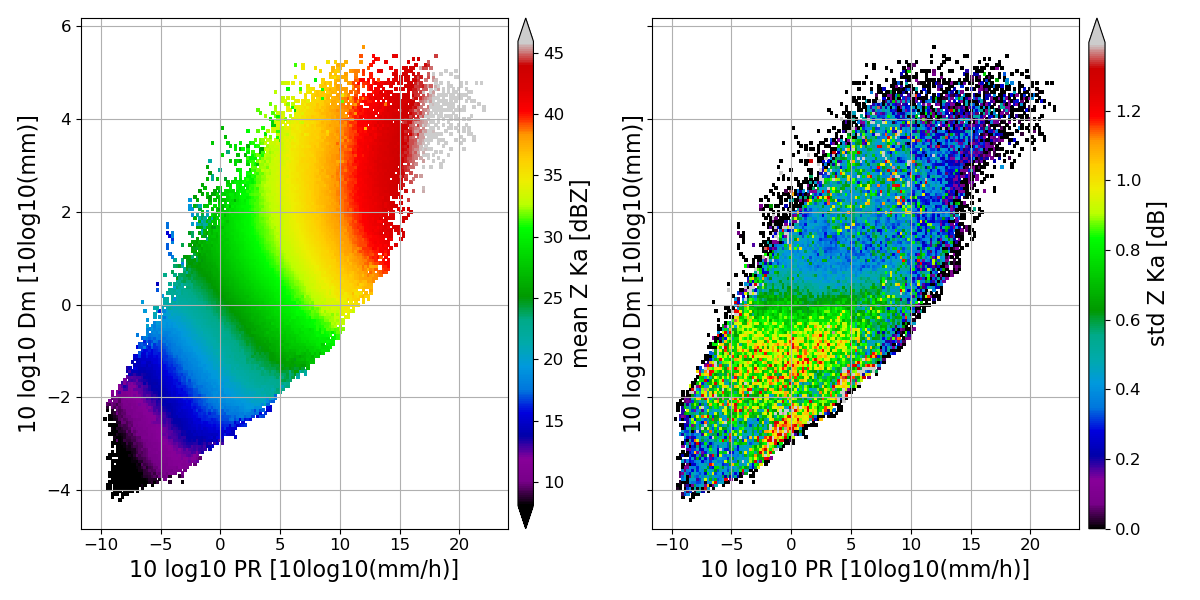 6
4
2
0
−2
−4
−10 −5 0 5 10 15 20
10 log10 Dm [10log10(mm)]
10 log10 PR [10log10(mm/h)]
45
40
35
30
25
20
15
10
mean Z Ka [dBZ]
−10 −5 0 5 10 15 20
10 log10 Dm [10log10(mm)]
10 log10 PR [10log10(mm/h)]
1.2
1.0
0.8
0.6
0.4
0.2
0.0
std Z Ka [dB]